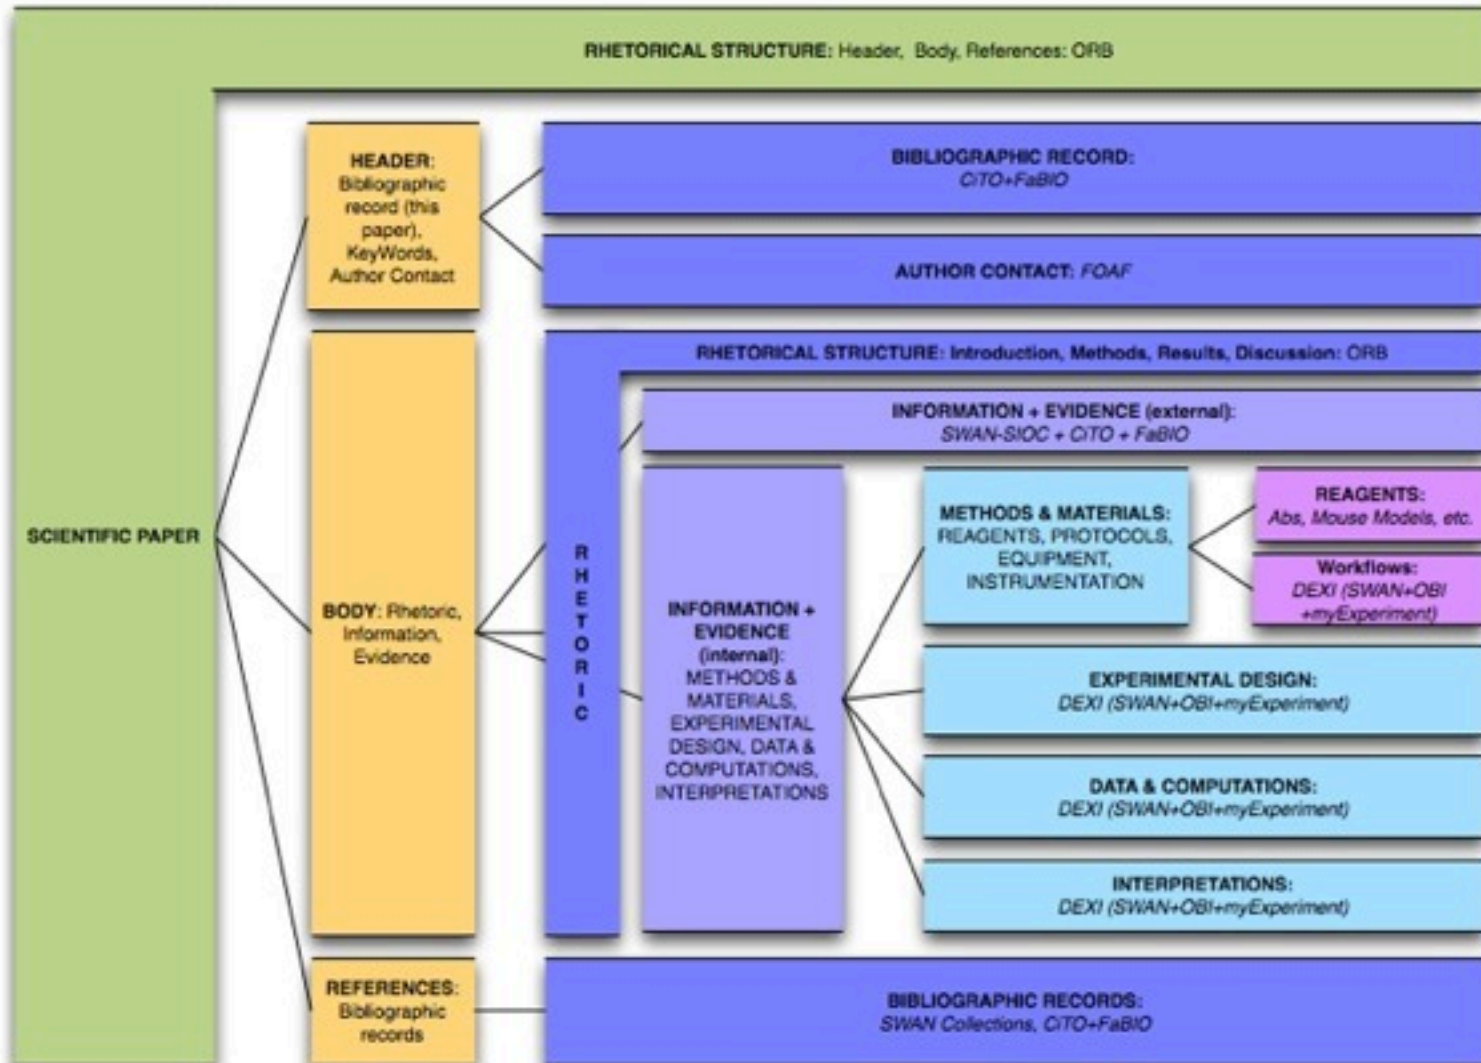 RHETORICAL STRUCTURE: Header, Body, References: ORB
SCIENTIFIC PAPER
HEADER:
Bibliographic
record (this
paper),
KeyWords,
Author Contact
BIBLIOGRAPHIC RECORD:
CiTO+FaBIO
AUTHOR CONTACT: FOAF
BODY: Rhetoric,
Information,
Evidence
RHETORICAL STRUCTURE: Introduction, Methods, Results, Discussion: ORB
R
H
E
T
O
R
I
C
INFORMATION + EVIDENCE (external):
SWAN-SIOC + CiTO + FaBIO
INFORMATION +
EVIDENCE
(internal):
METHODS &
MATERIALS,
EXPERIMENTAL
DESIGN, DATA &
COMPUTATIONS,
INTERPRETATIONS
METHODS & MATERIALS:
REAGENTS, PROTOCOLS,
EQUIPMENT,
INSTRUMENTATION
REAGENTS:
Abs, Mouse Models, etc.
Workflows:
DEXI (SWAN+OBI
+myExperiment)
EXPERIMENTAL DESIGN:
DEXI (SWAN+OBI+myExperiment)
DATA & COMPUTATIONS:
DEXI (SWAN+OBI+myExperiment)
INTERPRETATIONS:
DEXI (SWAN+OBI+myExperiment)
REFERENCES:
Bibliographic
records
BIBLIOGRAPHIC RECORDS:
SWAN Collections, CiTO+FaBIO